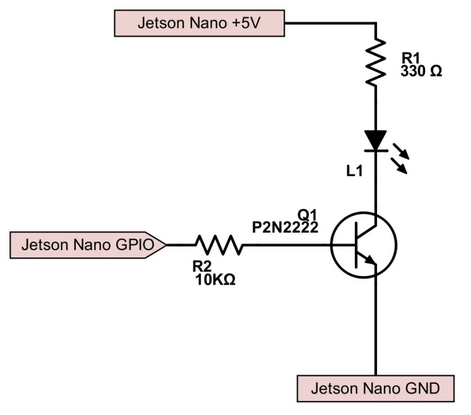 Jetson Nano +5V
R1
330 Ω
L1
Q1
P2N2222
Jetson Nano GPIO
R2
10KΩ
Jetson Nano GND